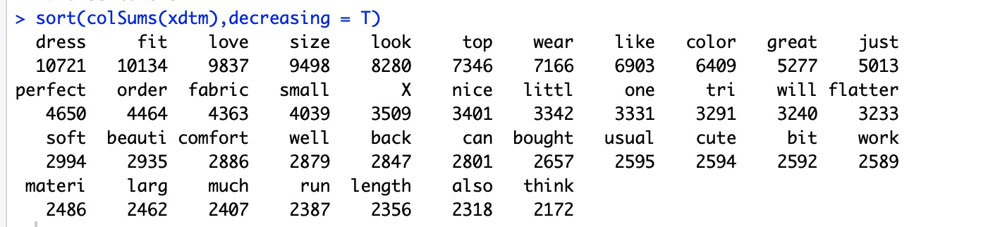 > sort(colSums(xdtm),decreasing = T)
dress fit love size look top wear like color great just
10721 10134 9837 9498 8280 7346 7166 6903 6409 5277 5013
perfect order fabric small X nice littl one tri will flatter
4650 4464 4363 4039 3509 3401 3342 3331 3291 3240 3233
soft beauti comfort well back can bought usual cute bit work
2994 2935 2886 2879 2847 2801 2657 2595 2594 2592 2589
materi larg much run length also think
2486 2462 2407 2387 2356 2318 2172